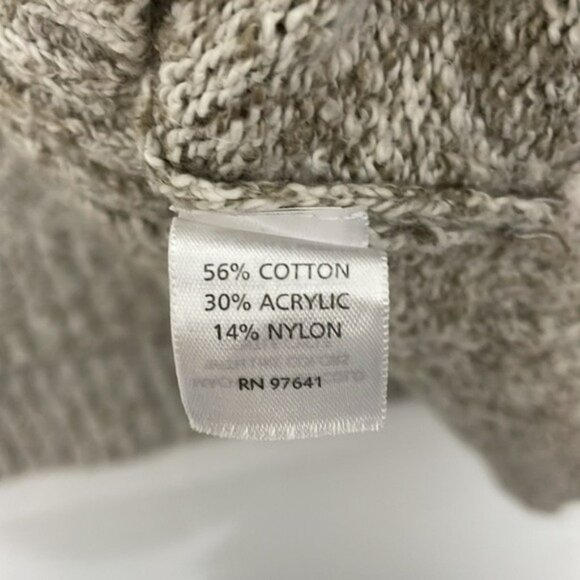 56% COTTON
30% ACRYLIC
14% NYLON
RN 97641